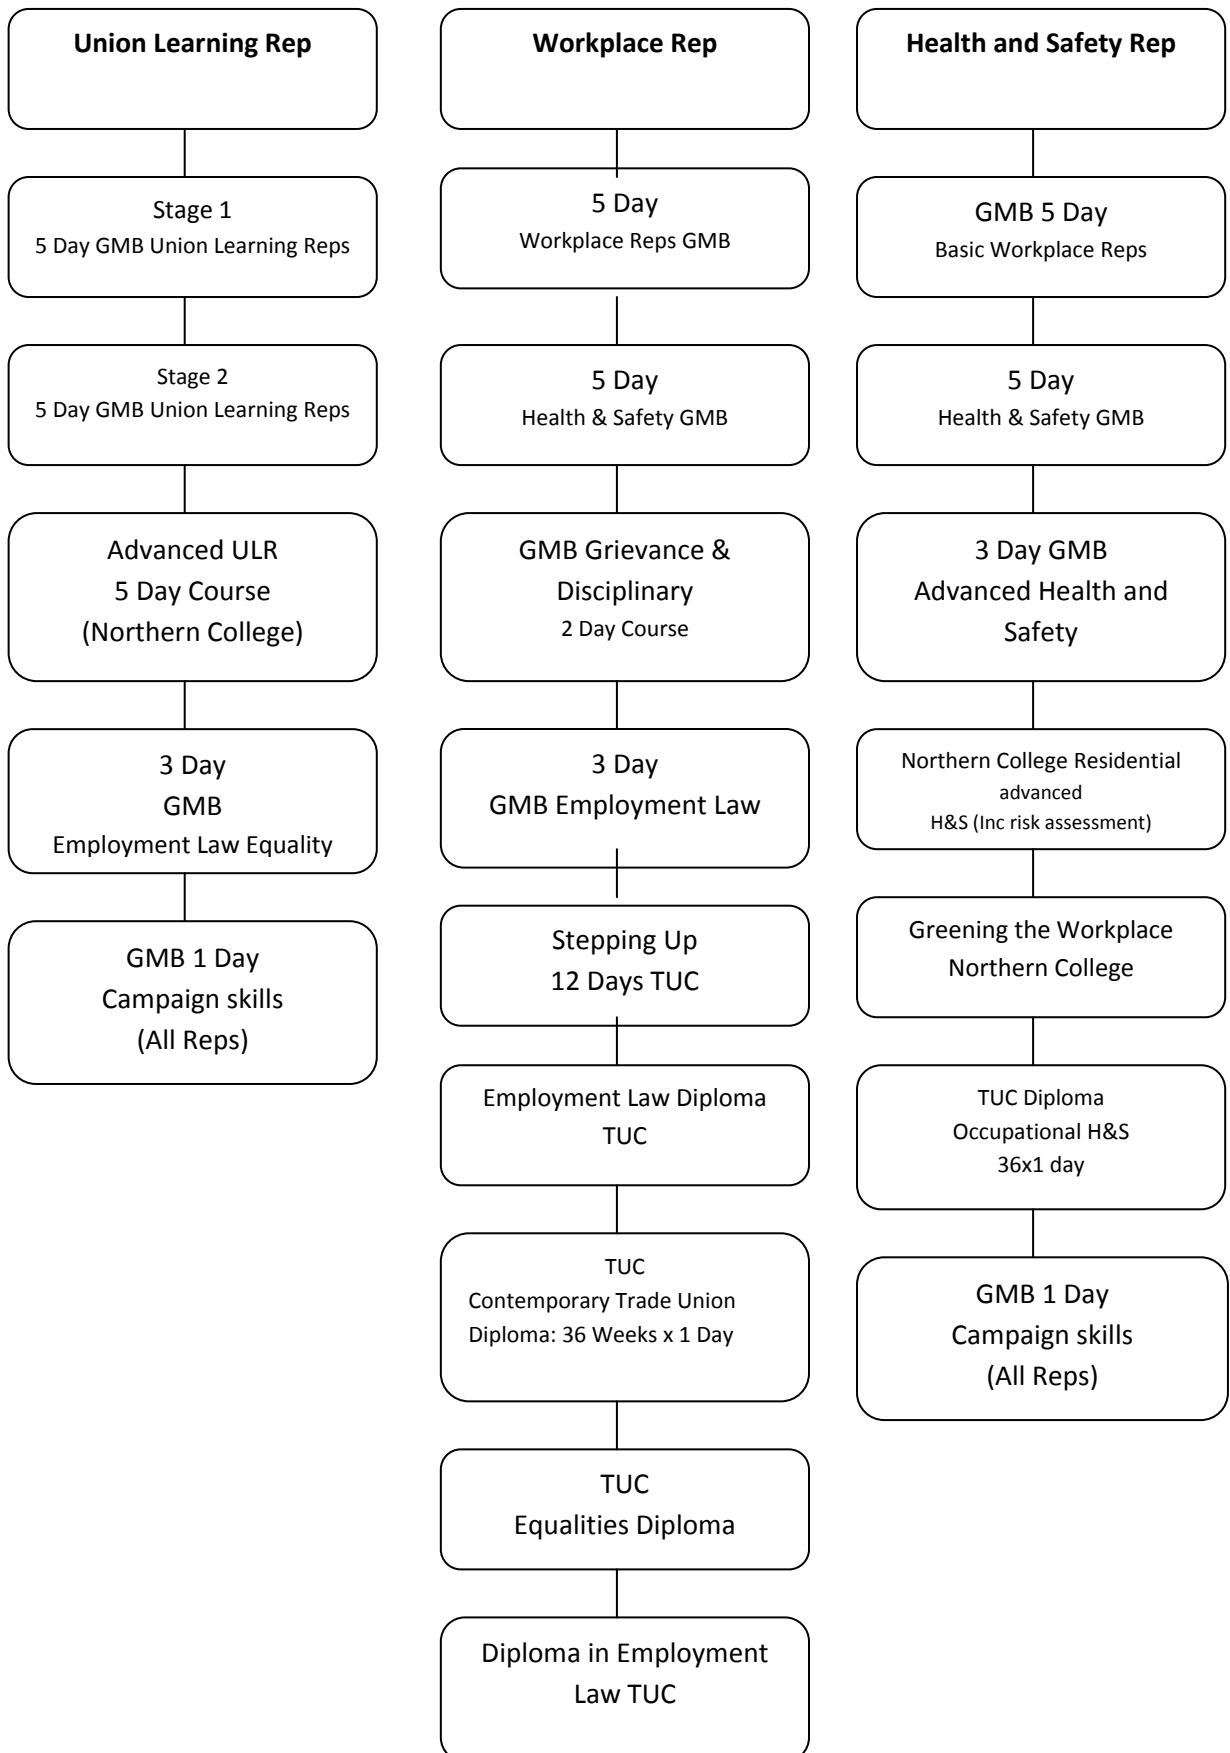 Union Learning Rep
Stage 1
5 Day GMB Union Learning Reps
Stage 2
5 Day GMB Union Learning Reps
Advanced ULR
5 Day Course
(Northern College)
3 Day
GMB
Employment Law Equality
GMB 1 Day
Campaign skills
(All Reps)
Workplace Rep
5 Day
Workplace Reps GMB
5 Day
Health & Safety GMB
GMB Grievance &
Disciplinary
2 Day Course
3 Day
GMB Employment Law
Stepping Up
12 Days TUC
Employment Law Diploma
TUC
TUC
Contemporary Trade Union
Diploma: 36 Weeks x 1 Day
TUC
Equalities Diploma
Diploma in Employment
Law TUC
Health and Safety Rep
GMB 5 Day
Basic Workplace Reps
5 Day
Health & Safety GMB
3 Day GMB
Advanced Health and
Safety
Northern College Residential
advanced
H&S (Inc risk assessment)
Greening the Workplace
Northern College
TUC Diploma
Occupational H&S
36x1 day
GMB 1 Day
Campaign skills
(All Reps)